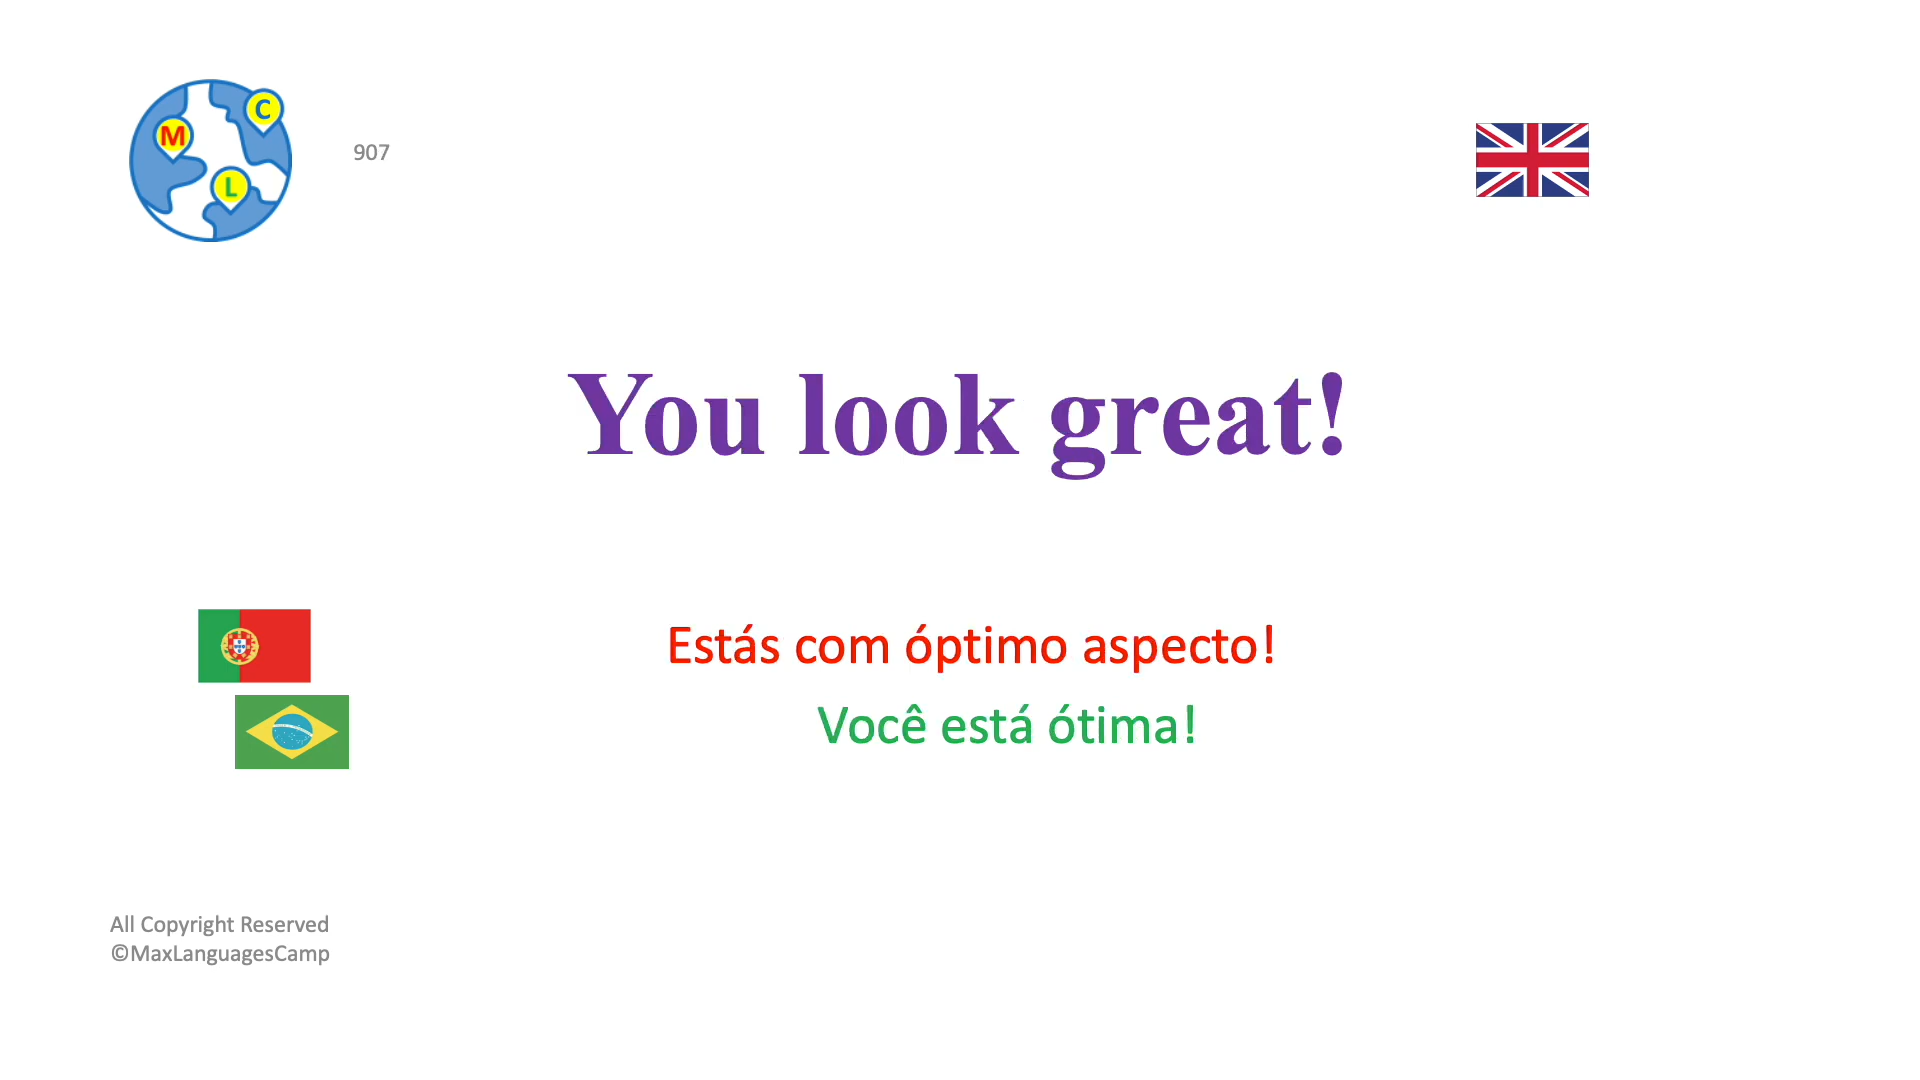 M
C
L
907
You look great!
Estás com óptimo aspecto!
Você está ótima!
All Copyright Reserved
©MaxLanguagesCamp